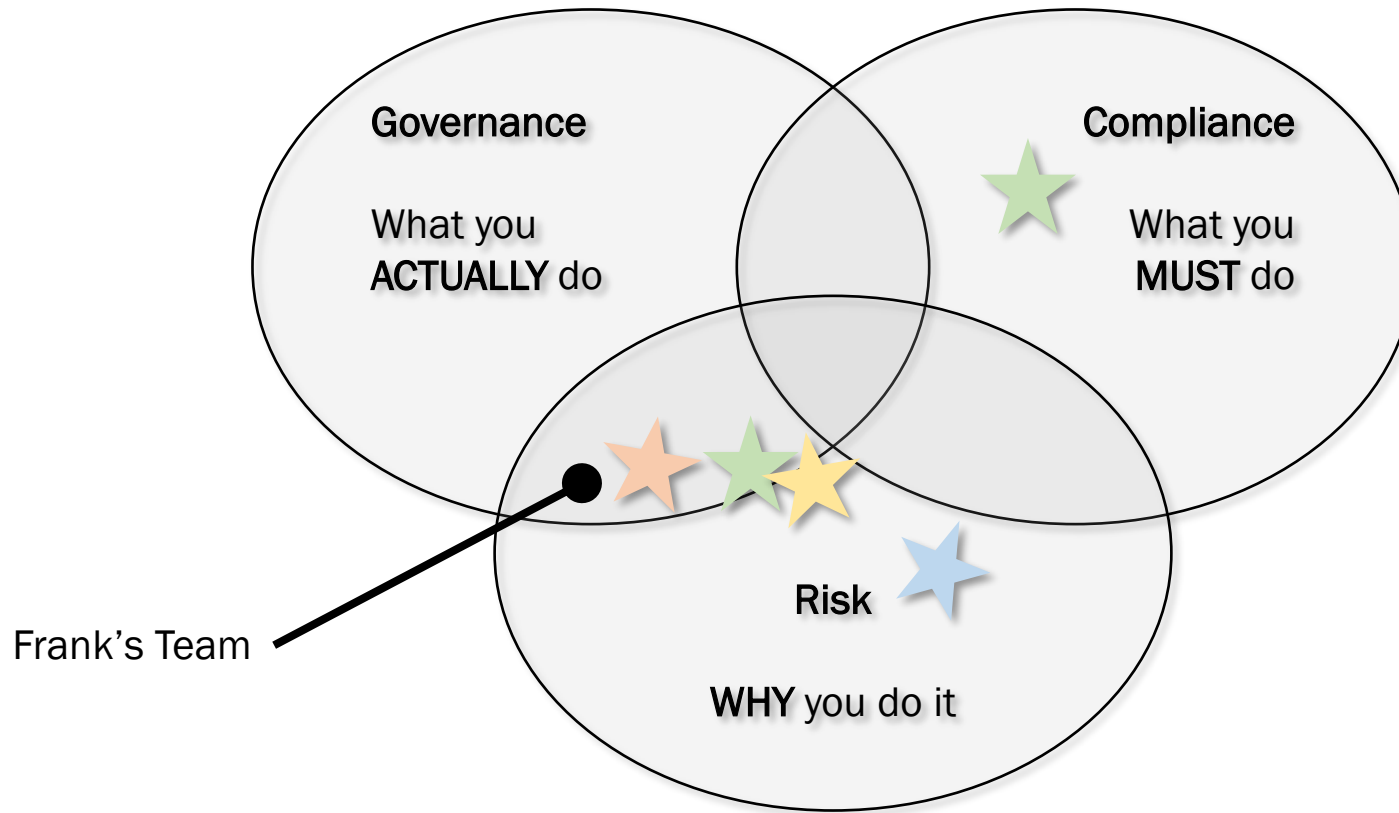 Governance
What you
ACTUALLY do
Compliance
What you
MUST do
Risk
WHY you do it
Frank’s Team